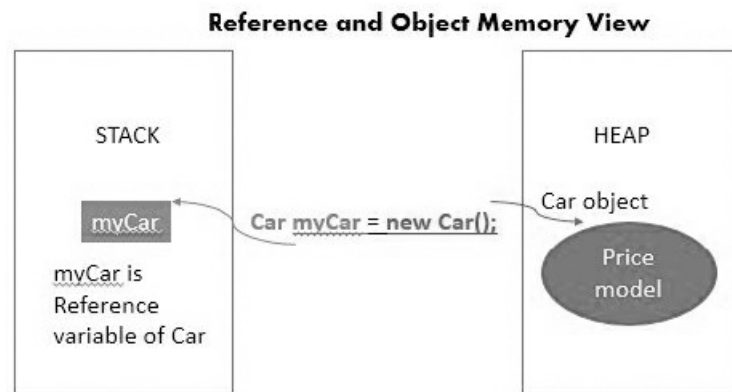 Reference and Object Memory View
STACK
myCar
myCar is
Reference
variable of Car
Car myCar = new Car();
HEAP
Car object
Price
model